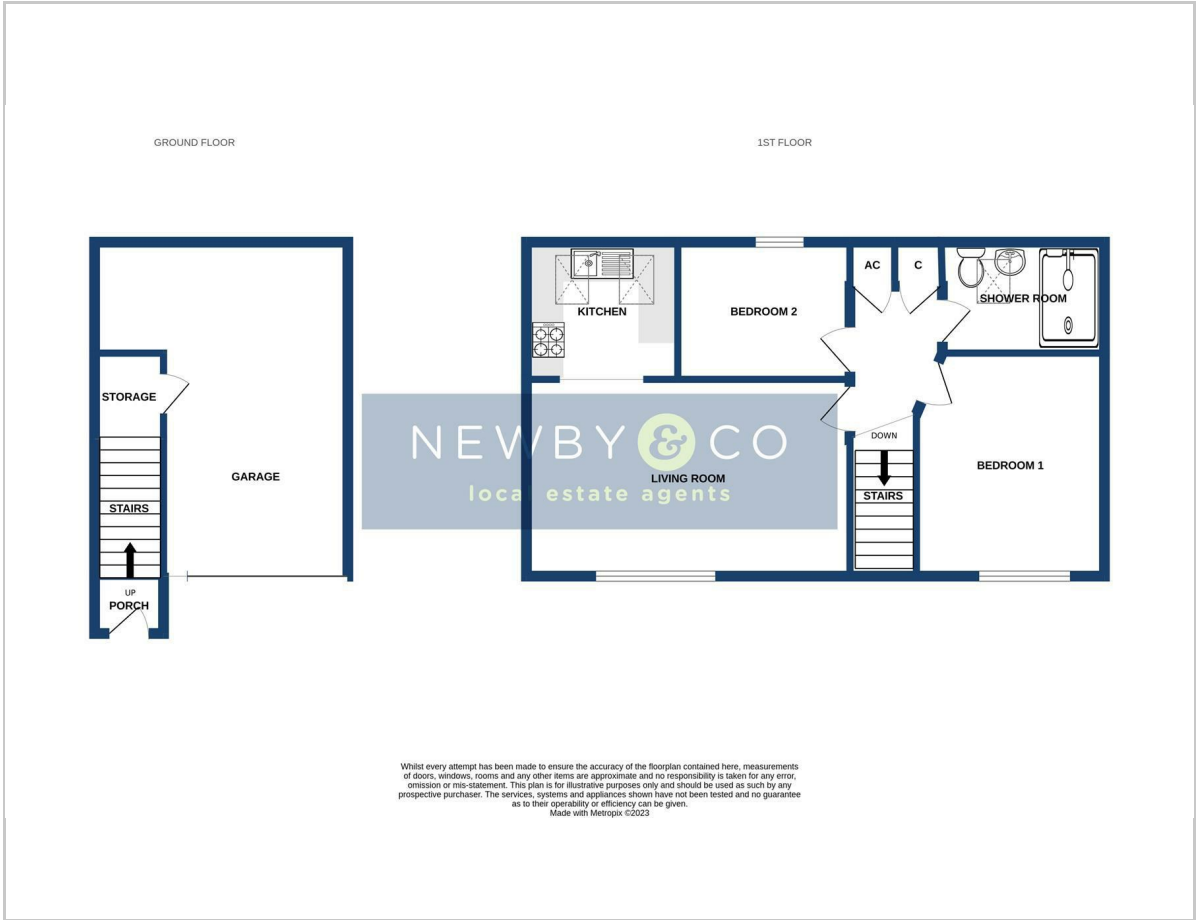 GROUND FLOOR
1ST FLOOR
STORAGE
GARAGE
STAIRS
UP
PORCH
KITCHEN
BEDROOM 2
AC
C
SHOWER ROOM
NEWBY & CO
LIVING ROOM
local estate agents
DOWN
STAIRS
BEDROOM 1
Whilst every attempt has been made to ensure the accuracy of the floorplan contained here, measurements
of doors, windows, rooms and any other items are approximate and no responsibility is taken for any error,
omission or mis-statement. This plan is for illustrative purposes only and should be used as such by any
prospective purchaser. The services, systems and appliances shown have not been tested and no guarantee
as to their operability or efficiency can be given.
Made with Metropix ©2023